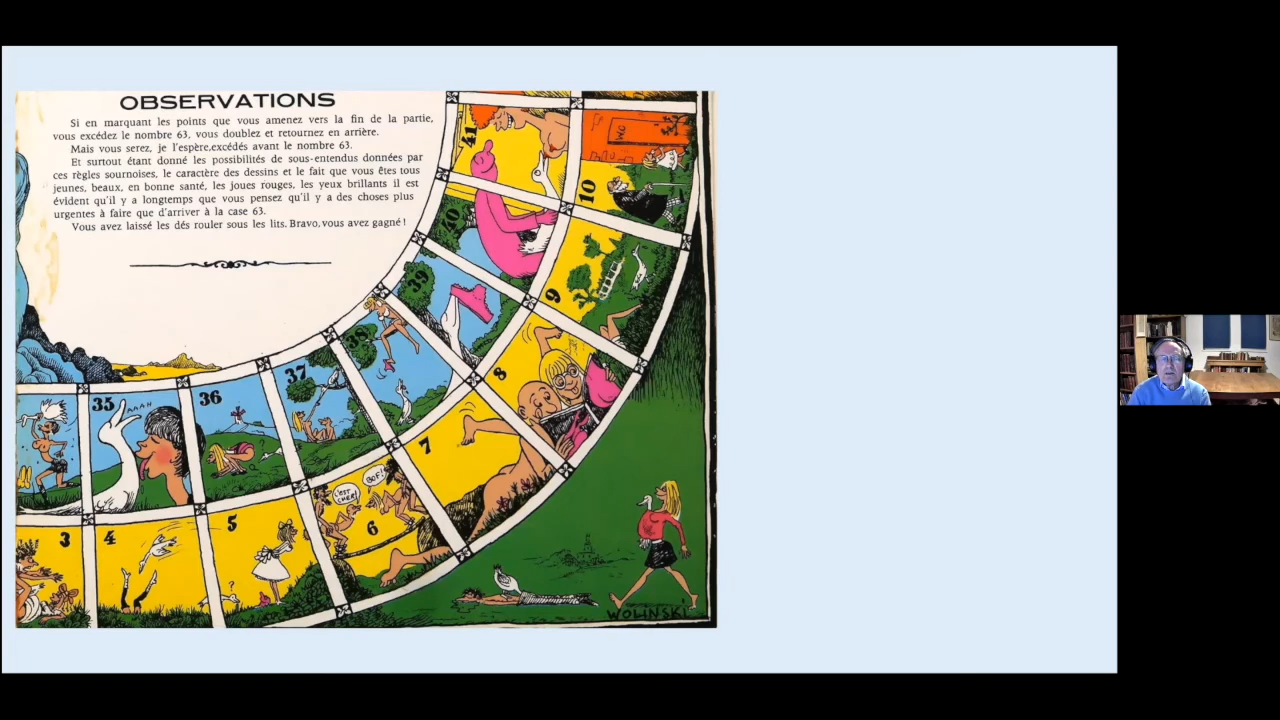 OBSERVATIONS
Si en marquant les points que vous amenez vers la fin de la partie,
vous excédez le nombre 63, vous doublez et retournez en arrière.
Mais vous serez, je l'espère,excédés avant le nombre 63.
Et surtout étant donné les possibilités de sous-entendus données par
ces règles sournoises, le caractère des dessins et le fait que vous êtes tous
jeunes, beaux, en bonne santé, les joues rouges, les yeux brillants il est
évident qu'il y a longtemps que vous pensez qu'il y a des choses plus
urgentes à faire que d'arriver à la case 63.
Vous avez laissé les dés rouler sous les lits. Bravo,vous avez gagné!
41
WC
10
40
39
9
38
8
37
36
35
AAAH
7
C'EST
CHER!
BOF!
6
5
?
4
3
WOLINSKI